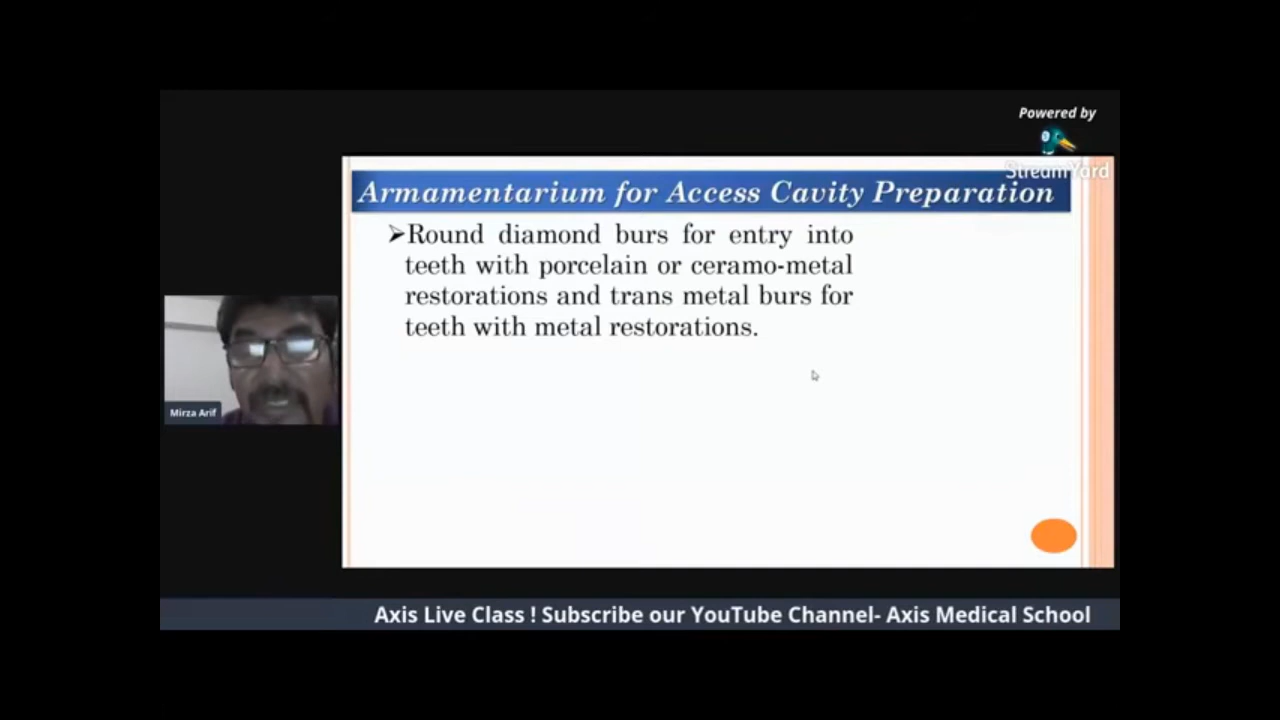 Powered by
StreamYard
Armamentarium for Access Cavity Preparation
➢Round diamond burs for entry into
teeth with porcelain or ceramo-metal
restorations and trans metal burs for
teeth with metal restorations.
Mirza Arif
Axis Live Class ! Subscribe our YouTube Channel- Axis Medical School